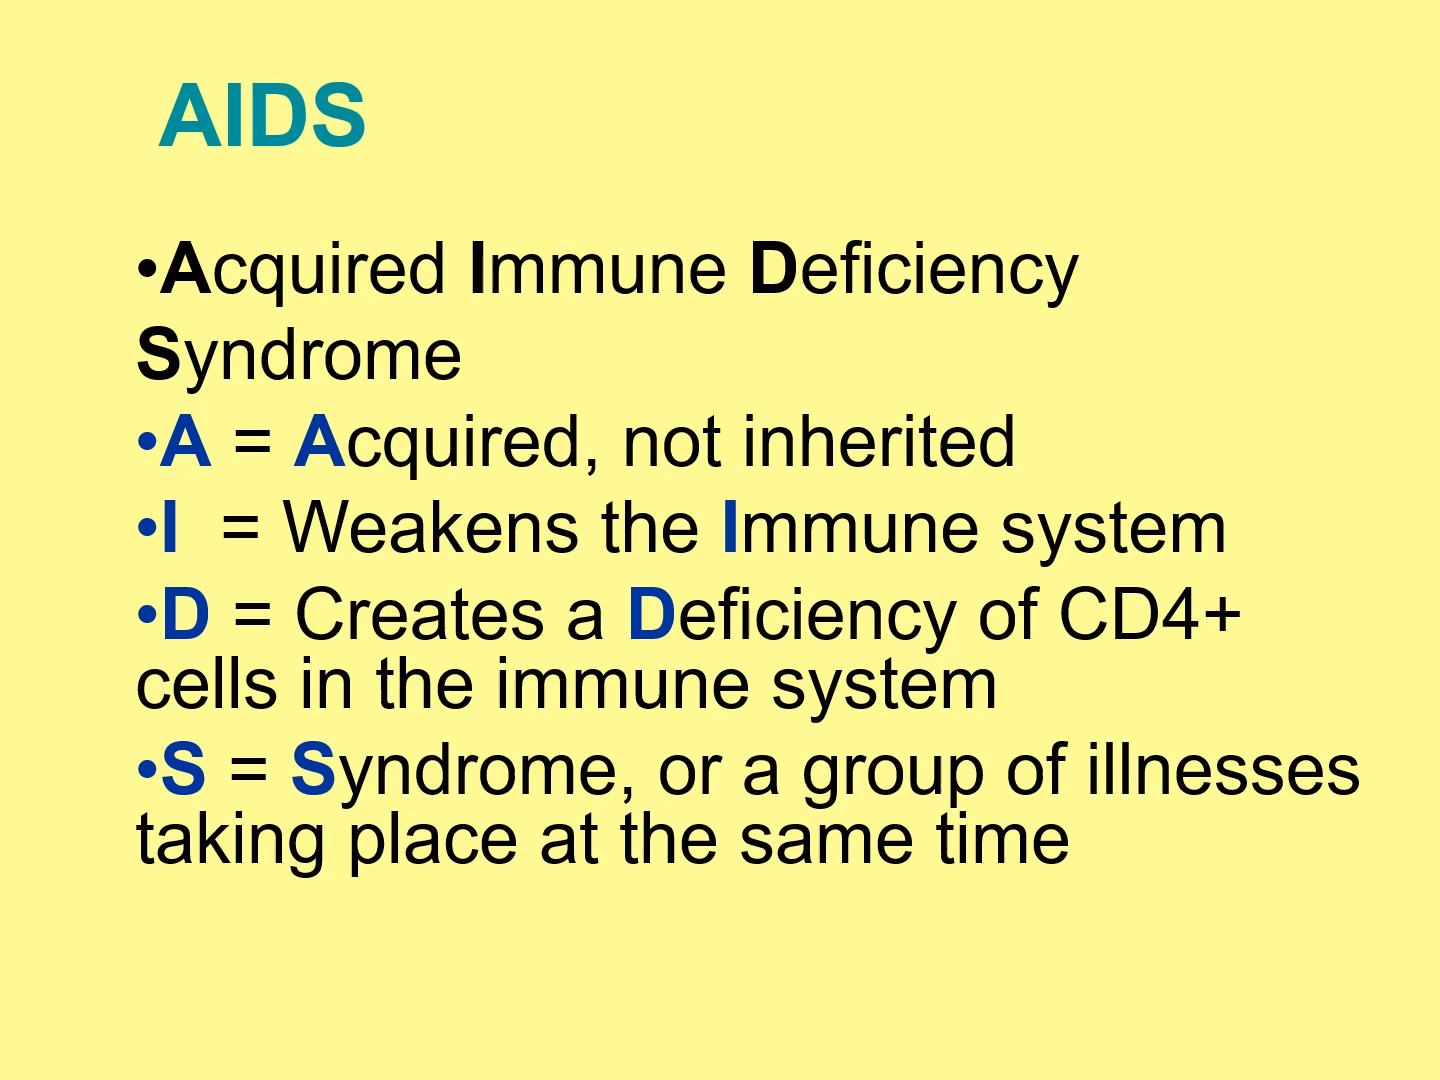 AIDS
•Acquired Immune Deficiency
Syndrome
•A = Acquired, not inherited
•I  = Weakens the Immune system
•D = Creates a Deficiency of CD4+
cells in the immune system
•S = Syndrome, or a group of illnesses
taking place at the same time